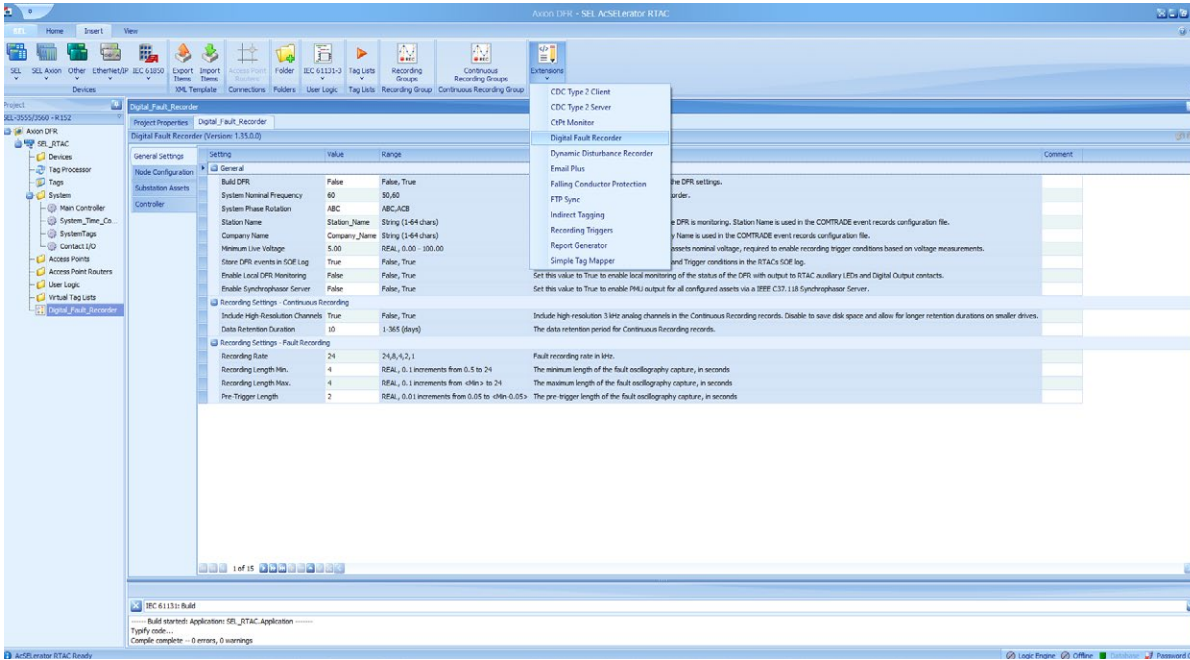 Axion DFR - SEL AcSELerator RTAC
SEL Home Insert View
SEL SEL Axion Other EtherNet/IP IEC 61850 Export Items Import Items Access Point Routers Folder IEC 61131-3 Tag Lists Recording Groups Continuous Recording Groups Extensions
Devices XML Template Connections Folders User Logic Tag Lists Recording Group Continuous Recording Group
CDC Type 2 Client
CDC Type 2 Server
CtPt Monitor
Digital Fault Recorder
Dynamic Disturbance Recorder
Email Plus
Falling Conductor Protection
FTP Sync
Indirect Tagging
Recording Triggers
Report Generator
Simple Tag Mapper
Project
SEL-3555/3560 - R152
Axion DFR
SEL_RTAC
Devices
Tag Processor
Tags
System
Main Controller
System_Time_Co...
SystemTags
Contact I/O
Access Points
Access Point Routers
User Logic
Virtual Tag Lists
Digital_Fault_Recorder
Digital_Fault_Recorder
Project Properties Digital_Fault_Recorder
Digital Fault Recorder (Version: 1.35.0.0)
General Settings
Node Configuration
Substation Assets
Controller
Setting Value Range Comment
General
Build DFR False False, True the DFR settings.
System Nominal Frequency 60 50,60 order.
System Phase Rotation ABC ABC,ACB
Station Name Station_Name String (1-64 chars) e DFR is monitoring. Station Name is used in the COMTRADE event records configuration file.
Company Name Company_Name String (1-64 chars) y Name is used in the COMTRADE event records configuration file.
Minimum Live Voltage 5.00 REAL, 0.00 - 100.00 assets nominal voltage, required to enable recording trigger conditions based on voltage measurements.
Store DFR events in SOE Log True False, True and Trigger conditions in the RTACs SOE log.
Enable Local DFR Monitoring False False, True Set this value to True to enable local monitoring of the status of the DFR with output to RTAC auxiliary LEDs and Digital Output contacts.
Enable Synchrophasor Server False False, True Set this value to True to enable PMU output for all configured assets via a IEEE C37.118 Synchrophasor Server.
Recording Settings - Continuous Recording
Include High-Resolution Channels True False, True Include high-resolution 3 kHz analog channels in the Continuous Recording records. Disable to save disk space and allow for longer retention durations on smaller drives.
Data Retention Duration 10 1-365 (days) The data retention period for Continuous Recording records.
Recording Settings - Fault Recording
Recording Rate 24 24,8,4,2,1 Fault recording rate in kHz.
Recording Length Min. 4 REAL, 0.1 increments from 0.5 to 24 The minimum length of the fault oscillography capture, in seconds
Recording Length Max. 4 REAL, 0.1 increments from <Min> to 24 The maximum length of the fault oscillography capture, in seconds
Pre-Trigger Length 2 REAL, 0.01 increments from 0.05 to <Min-0.05> The pre-trigger length of the fault oscillography capture, in seconds
1 of 15
IEC 61131: Build
------ Build started: Application: SEL_RTAC.Application ------
Typify code...
Compile complete -- 0 errors, 0 warnings
AcSELerator RTAC Ready Logic Engine Offline Database Password